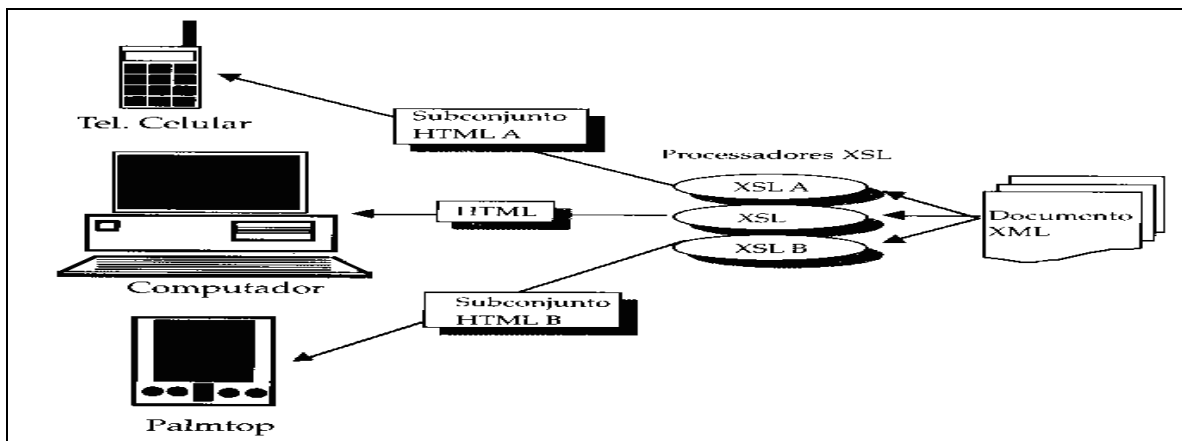 Tel. Celular
Subconjunto
HTML A
Processadores XSL
XSL A
HTML
XSL
Documento
XML
XSL B
Computador
Subconjunto
HTML B
Palmtop